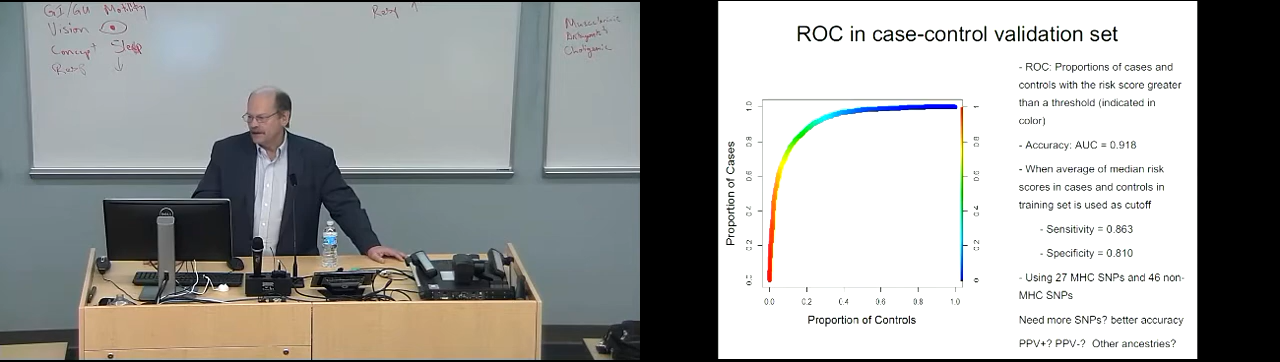 GI/GU Motility
Vision
Resp ↑
Muscarinic
Cholinergic
ROC in case-control validation set
- ROC: Proportions of cases and
controls with the risk score greater
than a threshold (indicated in
color)
- Accuracy: AUC = 0.918
- When average of median risk
scores in cases and controls in
training set is used as cutoff
- Sensitivity = 0.863
- Specificity = 0.810
- Using 27 MHC SNPs and 46 non-
MHC SNPs
Need more SNPs? better accuracy
PPV+? PPV-? Other ancestries?
Proportion of Cases
1.0
0.8
0.6
0.4
0.2
0.0
0.0 0.2 0.4 0.6 0.8 1.0
Proportion of Controls
1
0.8
0.6
0.4
0.2
0